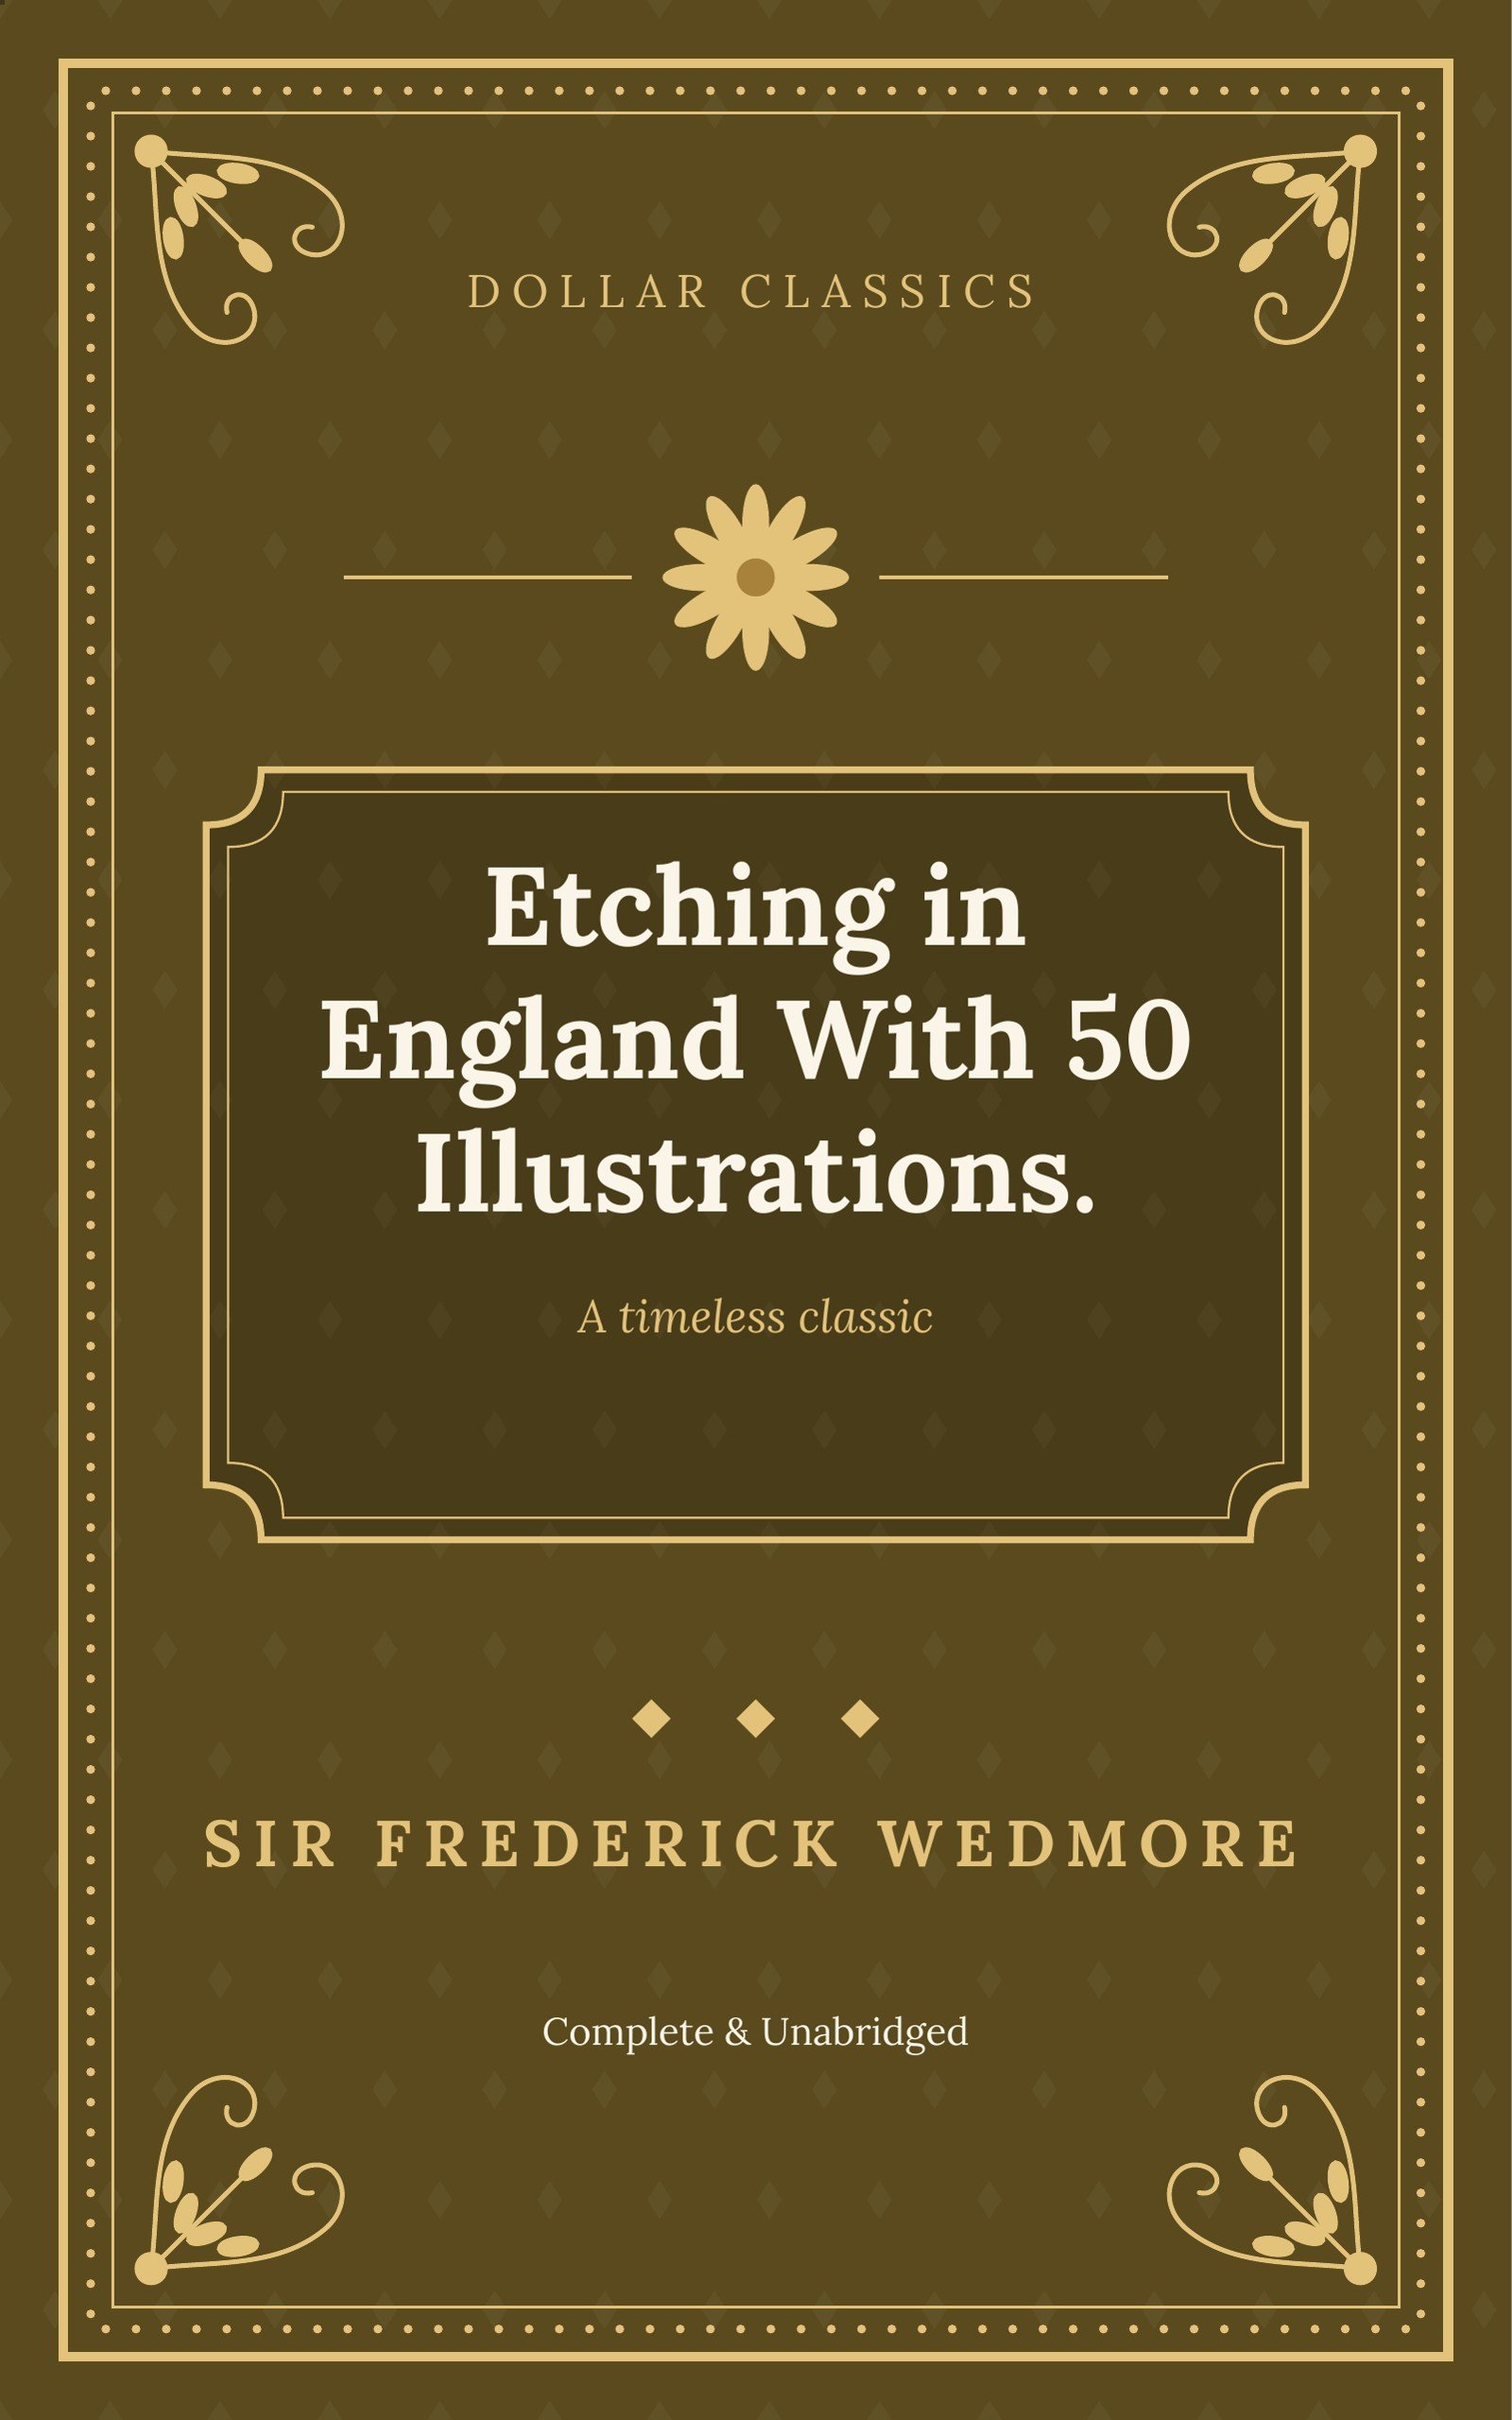 DOLLAR CLASSICS
Etching in
England With 50
Illustrations.
A timeless classic
SIR FREDERICK WEDMORE
Complete & Unabridged